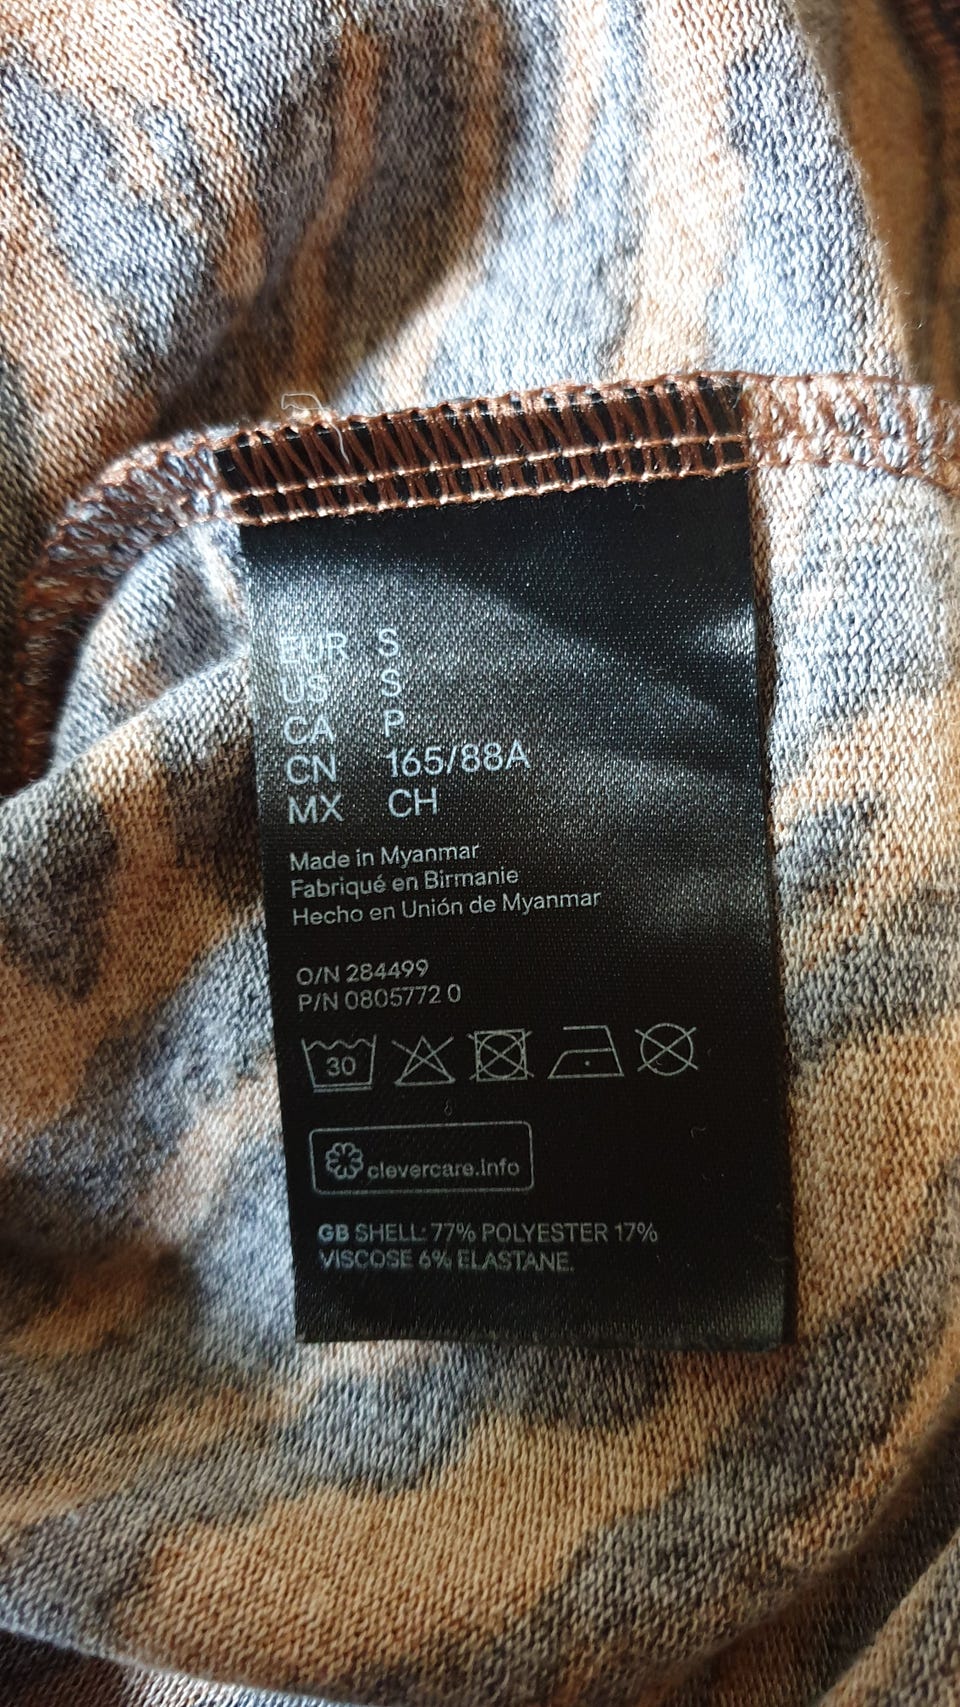 EUR S
US S
CA P
CN 165/88A
MX CH
Made in Myanmar
Fabriqué en Birmanie
Hecho en Unión de Myanmar
O/N 284499
P/N 0805772 0
30
clevercare.info
GB SHELL: 77% POLYESTER 17%
VISCOSE 6% ELASTANE.